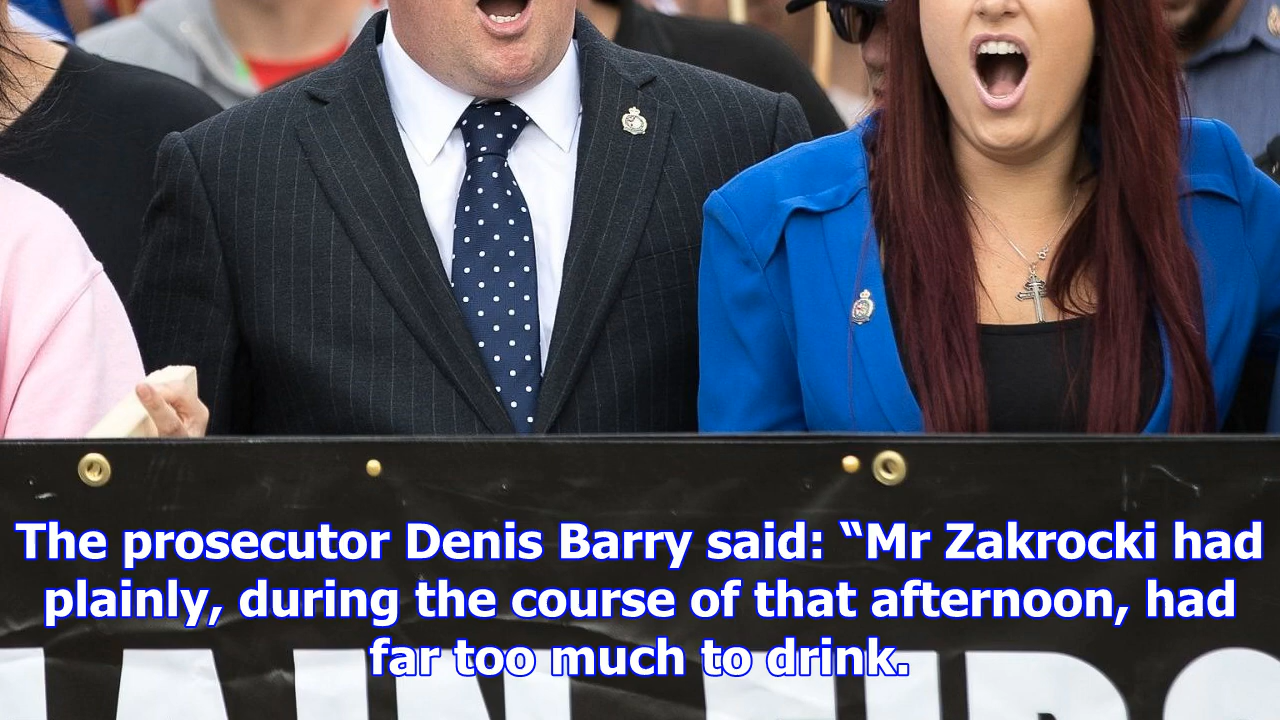 The prosecutor Denis Barry said: “Mr Zakrocki had
plainly, during the course of that afternoon, had
far too much to drink.